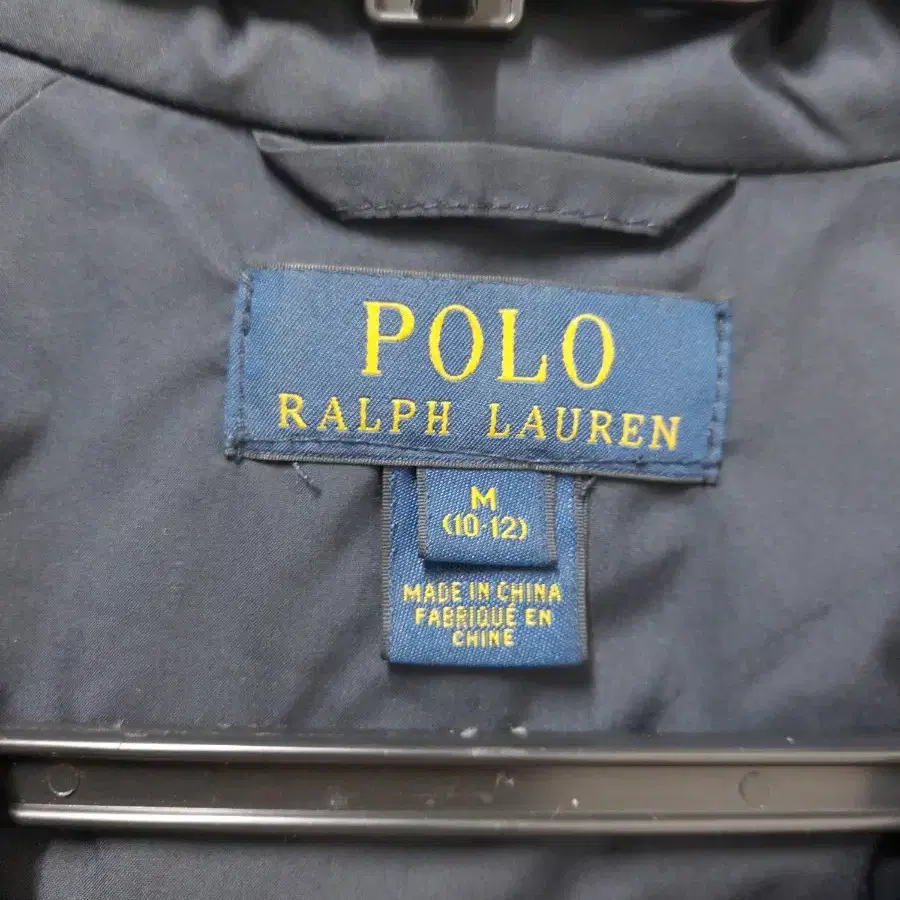 POLO
RALPH LAUREN
M
(10-12)
MADE IN CHINA
FABRIQUÉ EN
CHINE